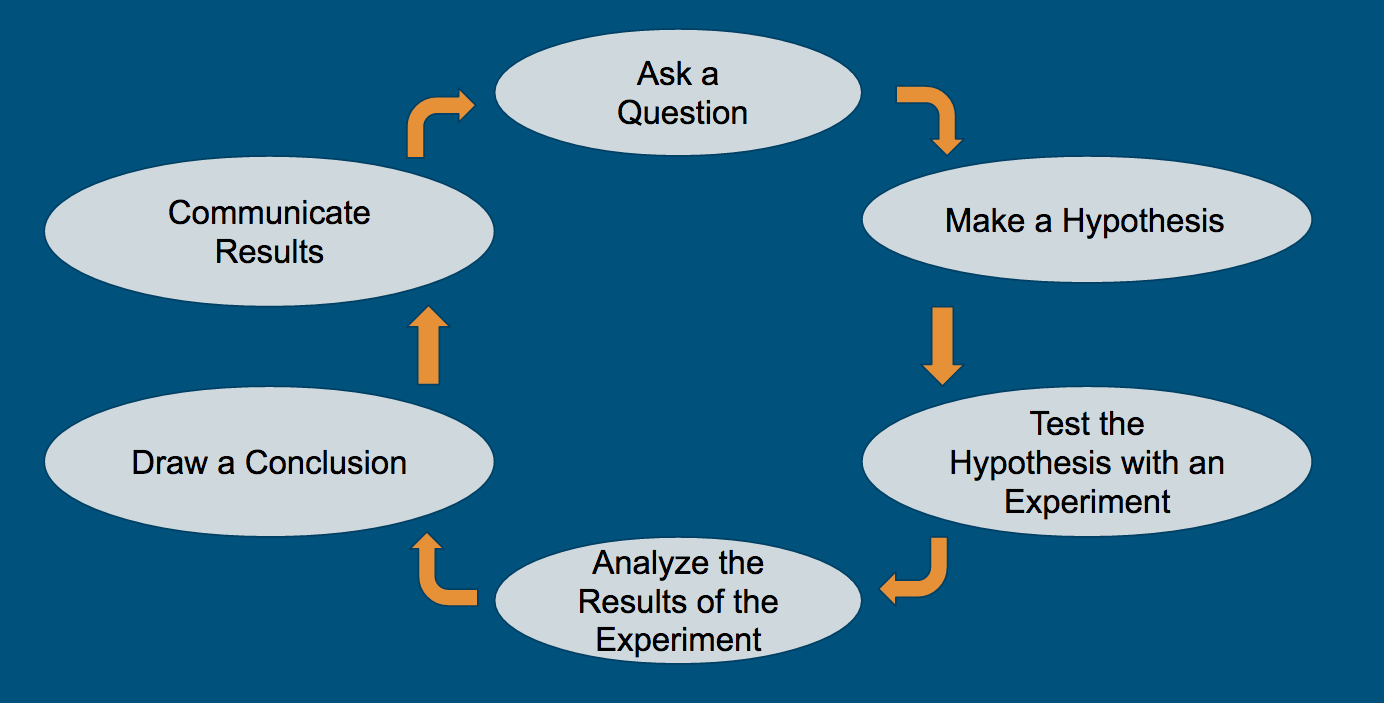 Ask a
Question
Make a Hypothesis
Test the
Hypothesis with an
Experiment
Analyze the
Results of the
Experiment
Draw a Conclusion
Communicate
Results